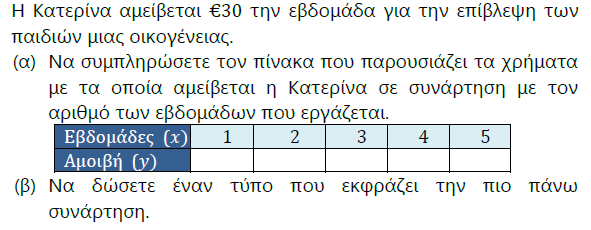 Η Κατερίνα αμείβεται €30 την εβδομάδα για την επίβλεψη των
παιδιών μιας οικογένειας.
(α) Να συμπληρώσετε τον πίνακα που παρουσιάζει τα χρήματα
με τα οποία αμείβεται η Κατερίνα σε συνάρτηση με τον
αριθμό των εβδομάδων που εργάζεται.
Εβδομάδες (x) 1 2 3 4 5
Αμοιβή (y)
(β) Να δώσετε έναν τύπο που εκφράζει την πιο πάνω
συνάρτηση.